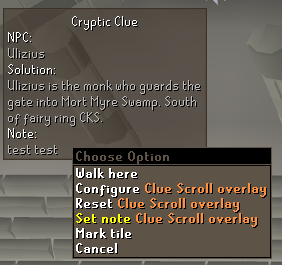 Cryptic Clue
NPC:
Ulizius
Solution:
Ulizius is the monk who guards the
gate into Mort Myre Swamp. South
of fairy ring CKS.
Note:
test test
Choose Option
Walk here
Configure Clue Scroll overlay
Reset Clue Scroll overlay
Set note Clue Scroll overlay
Mark tile
Cancel